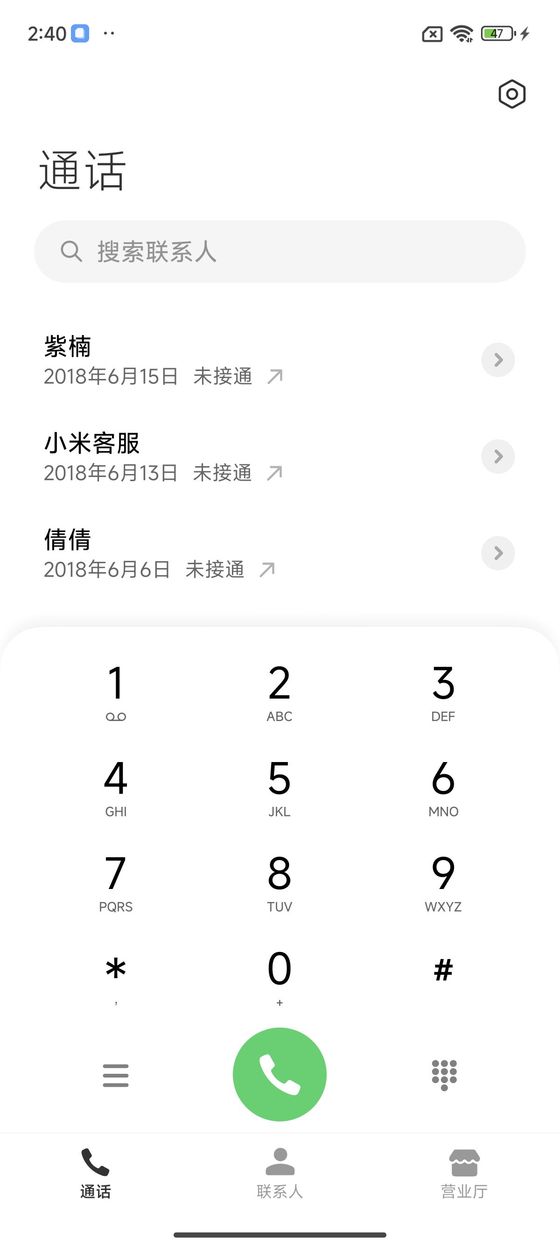 2:40
47
通话
搜索联系人
紫楠
2018年6月15日 未接通
小米客服
2018年6月13日 未接通
倩倩
2018年6月6日 未接通
1 2 3
ABC DEF
4 5 6
GHI JKL MNO
7 8 9
PQRS TUV WXYZ
* 0 #
, +
通话 联系人 营业厅